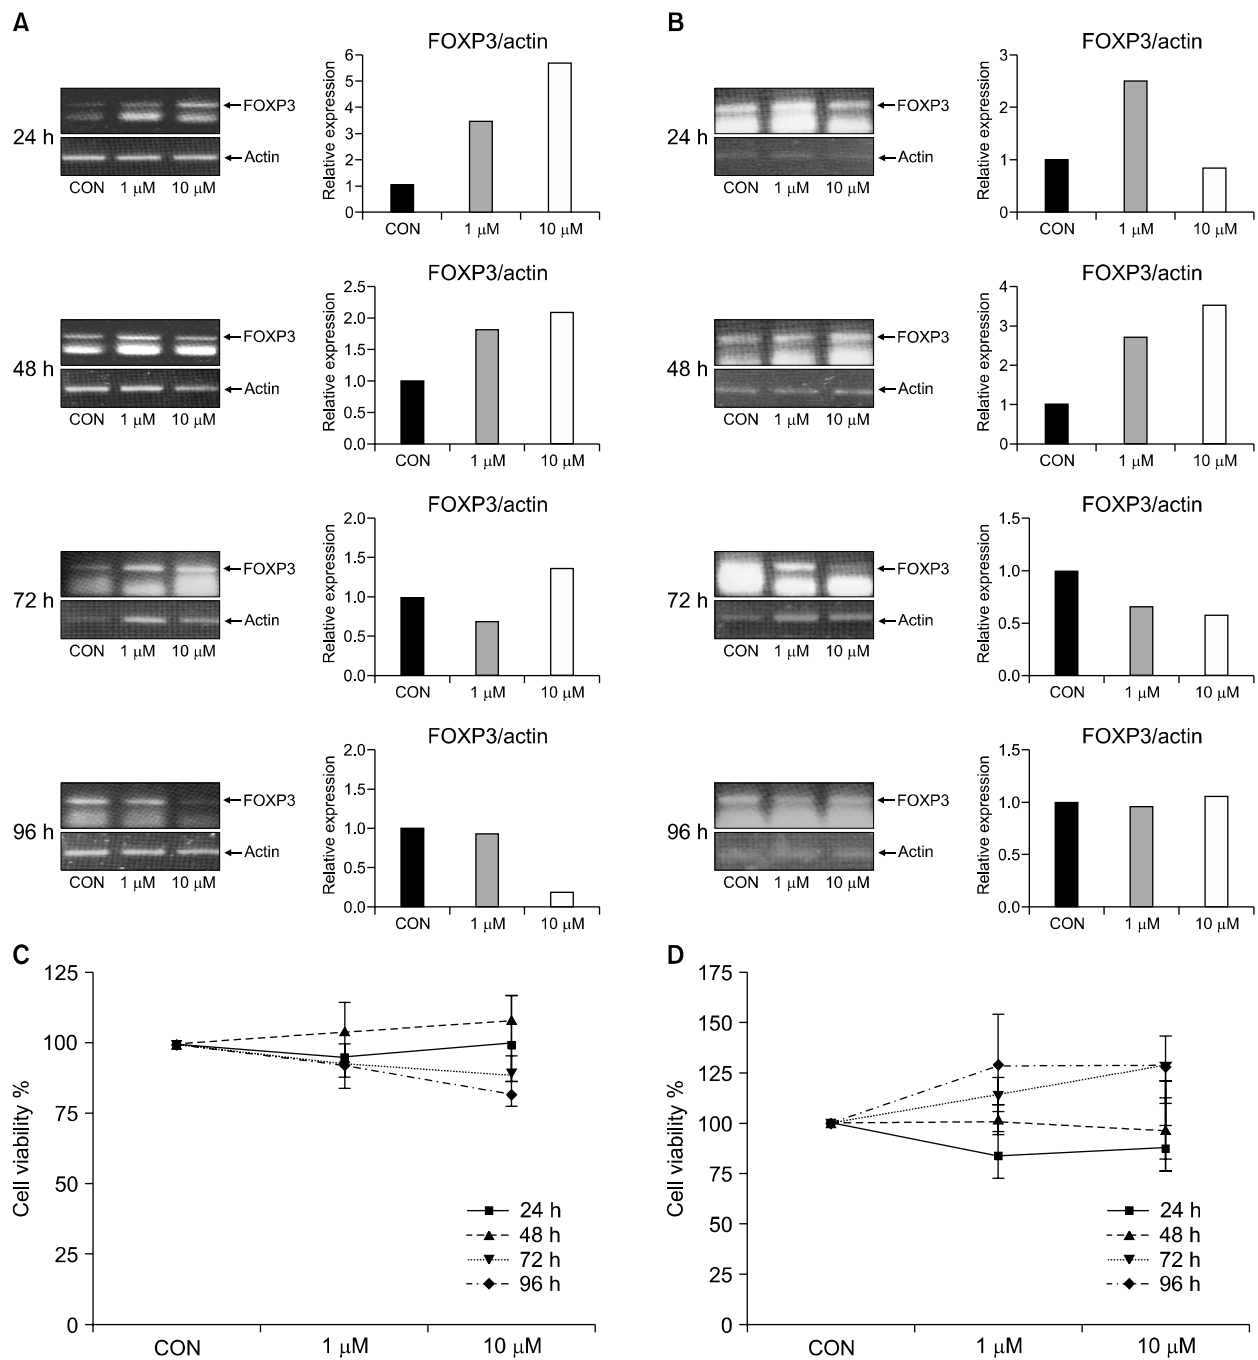 A
24 h
FOXP3
Actin
CON 1 μM 10 μM
FOXP3/actin
Relative expression
6
5
4
3
2
1
0
CON 1 μM 10 μM
48 h
FOXP3
Actin
CON 1 μM 10 μM
FOXP3/actin
Relative expression
2.5
2.0
1.5
1.0
0.5
0.0
CON 1 μM 10 μM
72 h
FOXP3
Actin
CON 1 μM 10 μM
FOXP3/actin
Relative expression
2.0
1.5
1.0
0.5
0.0
CON 1 μM 10 μM
96 h
FOXP3
Actin
CON 1 μM 10 μM
FOXP3/actin
Relative expression
2.0
1.5
1.0
0.5
0.0
CON 1 μM 10 μM
B
24 h
FOXP3
Actin
CON 1 μM 10 μM
FOXP3/actin
Relative expression
3
2
1
0
CON 1 μM 10 μM
48 h
FOXP3
Actin
CON 1 μM 10 μM
FOXP3/actin
Relative expression
4
3
2
1
0
CON 1 μM 10 μM
72 h
FOXP3
Actin
CON 1 μM 10 μM
FOXP3/actin
Relative expression
1.5
1.0
0.5
0.0
CON 1 μM 10 μM
96 h
FOXP3
Actin
CON 1 μM 10 μM
FOXP3/actin
Relative expression
1.5
1.0
0.5
0.0
CON 1 μM 10 μM
C
Cell viability %
125
100
75
50
25
0
CON 1 μM 10 μM
24 h
48 h
72 h
96 h
D
Cell viability %
175
150
125
100
75
50
25
0
CON 1 μM 10 μM
24 h
48 h
72 h
96 h